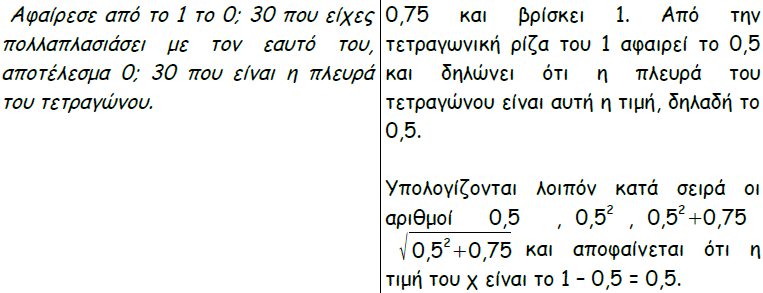 Αφαίρεσε από το 1 το 0; 30 που είχες
πολλαπλασιάσει με τον εαυτό του,
αποτέλεσμα 0; 30 που είναι η πλευρά
του τετραγώνου.
0,75 και βρίσκει 1. Από την
τετραγωνική ρίζα του 1 αφαιρεί το 0,5
και δηλώνει ότι η πλευρά του
τετραγώνου είναι αυτή η τιμή, δηλαδή το
0,5.
Υπολογίζονται λοιπόν κατά σειρά οι
αριθμοί 0,5 , 0,5² , 0,5²+0,75
√0,5²+0,75 και αποφαίνεται ότι η
τιμή του χ είναι το 1 – 0,5 = 0,5.